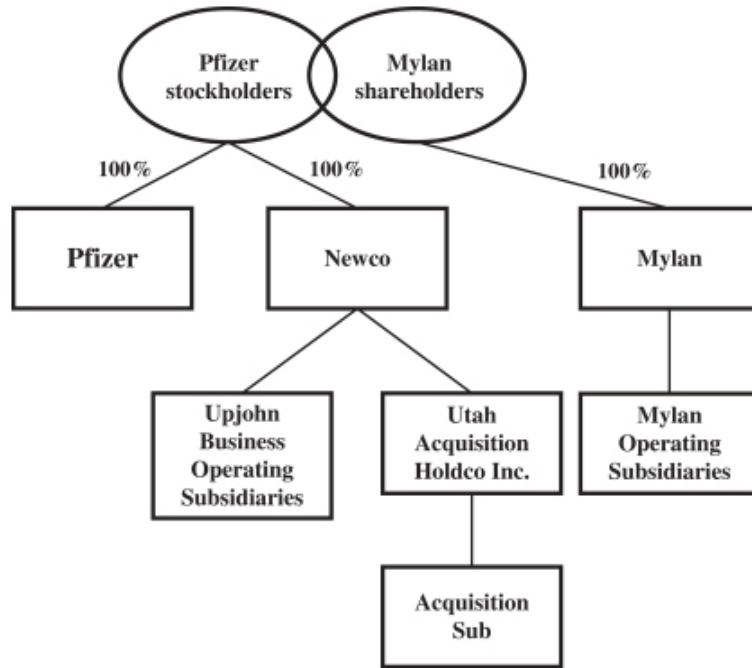 Pfizer
stockholders
Mylan
shareholders
100%
100%
100%
Pfizer
Newco
Mylan
Upjohn
Business
Operating
Subsidiaries
Utah
Acquisition
Holdco Inc.
Mylan
Operating
Subsidiaries
Acquisition
Sub